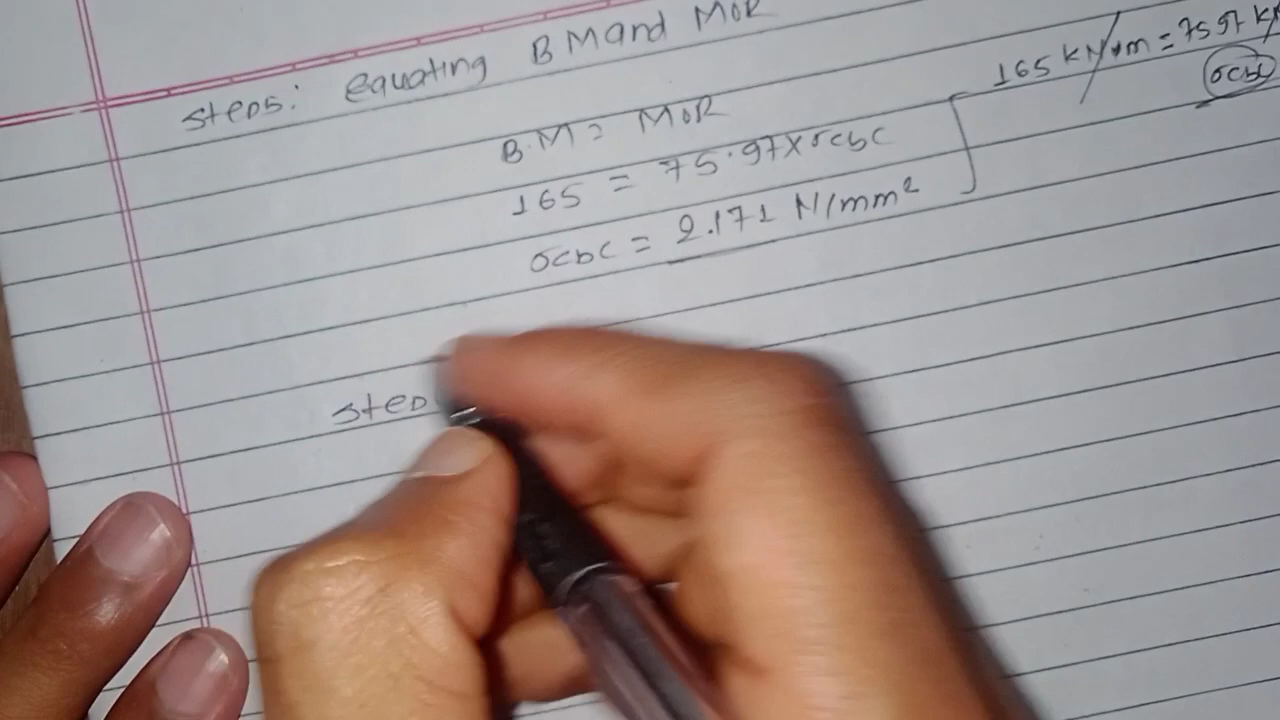 Step5: equating BM and MOR
B.M = MOR
165 = 75.97 x σcbc
σcbc = 2.171 N/mm²
165 kN.m = 75.97 k
σcbc
Step